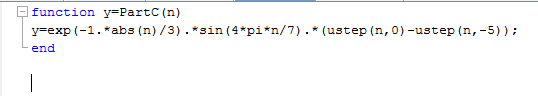 function y=PartC(n)
y=exp(-1.*abs(n)/3).*sin(4*pi*n/7).*(ustep(n,0)-ustep(n,-5));
end